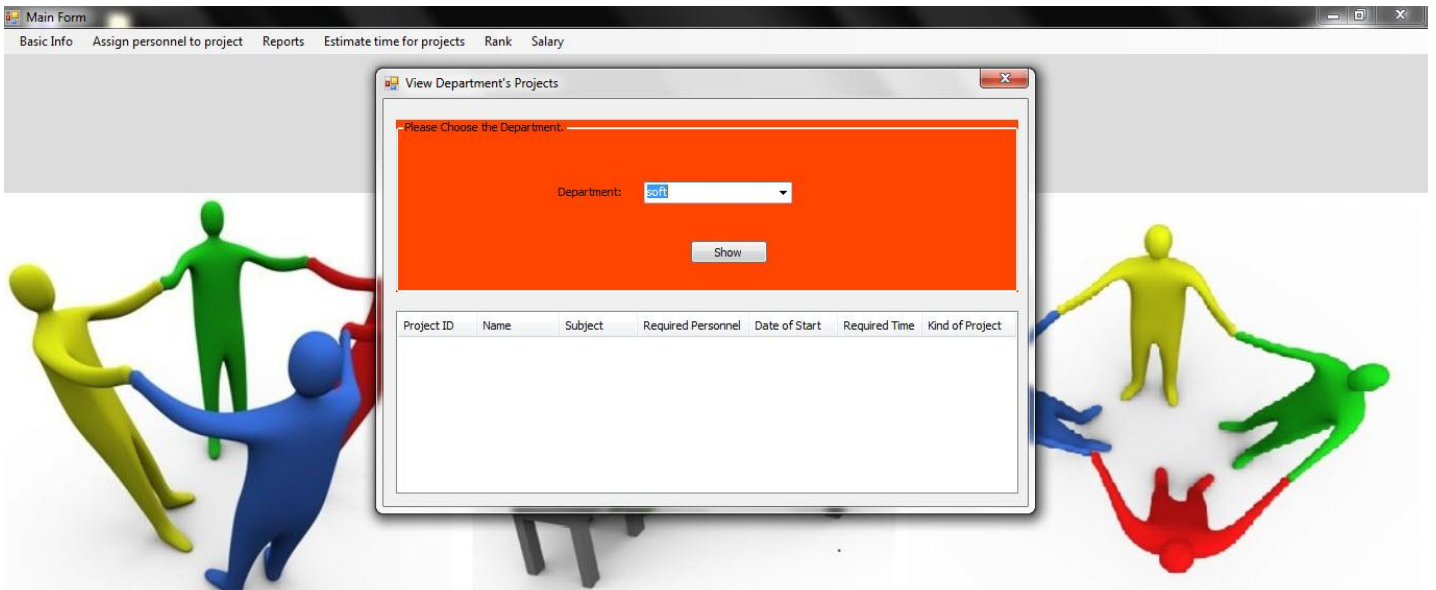 Main Form
Basic Info Assign personnel to project Reports Estimate time for projects Rank Salary
View Department's Projects
Please Choose the Department.
Department: soft
Show
Project ID Name Subject Required Personnel Date of Start Required Time Kind of Project